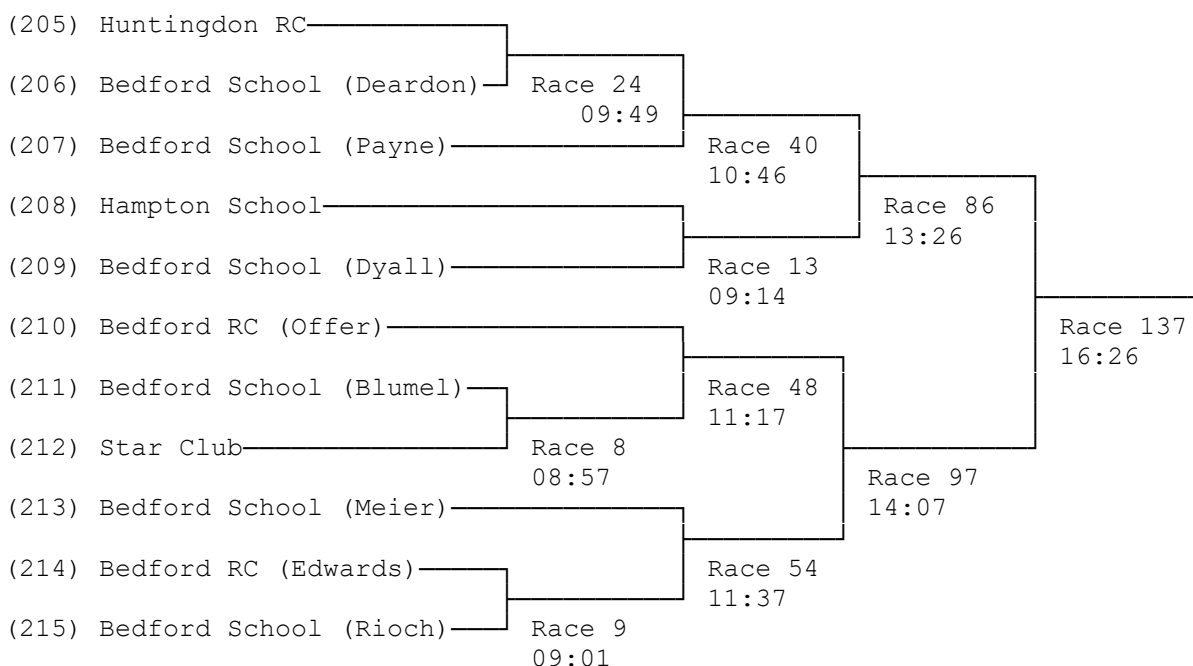 (205) Huntingdon RC
(206) Bedford School (Deardon)
Race 24
09:49
(207) Bedford School (Payne)
Race 40
10:46
(208) Hampton School
Race 86
13:26
(209) Bedford School (Dyall)
Race 13
09:14
(210) Bedford RC (Offer)
Race 137
16:26
(211) Bedford School (Blumel)
Race 48
11:17
(212) Star Club
Race 8
08:57
Race 97
14:07
(213) Bedford School (Meier)
(214) Bedford RC (Edwards)
Race 54
11:37
(215) Bedford School (Rioch)
Race 9
09:01